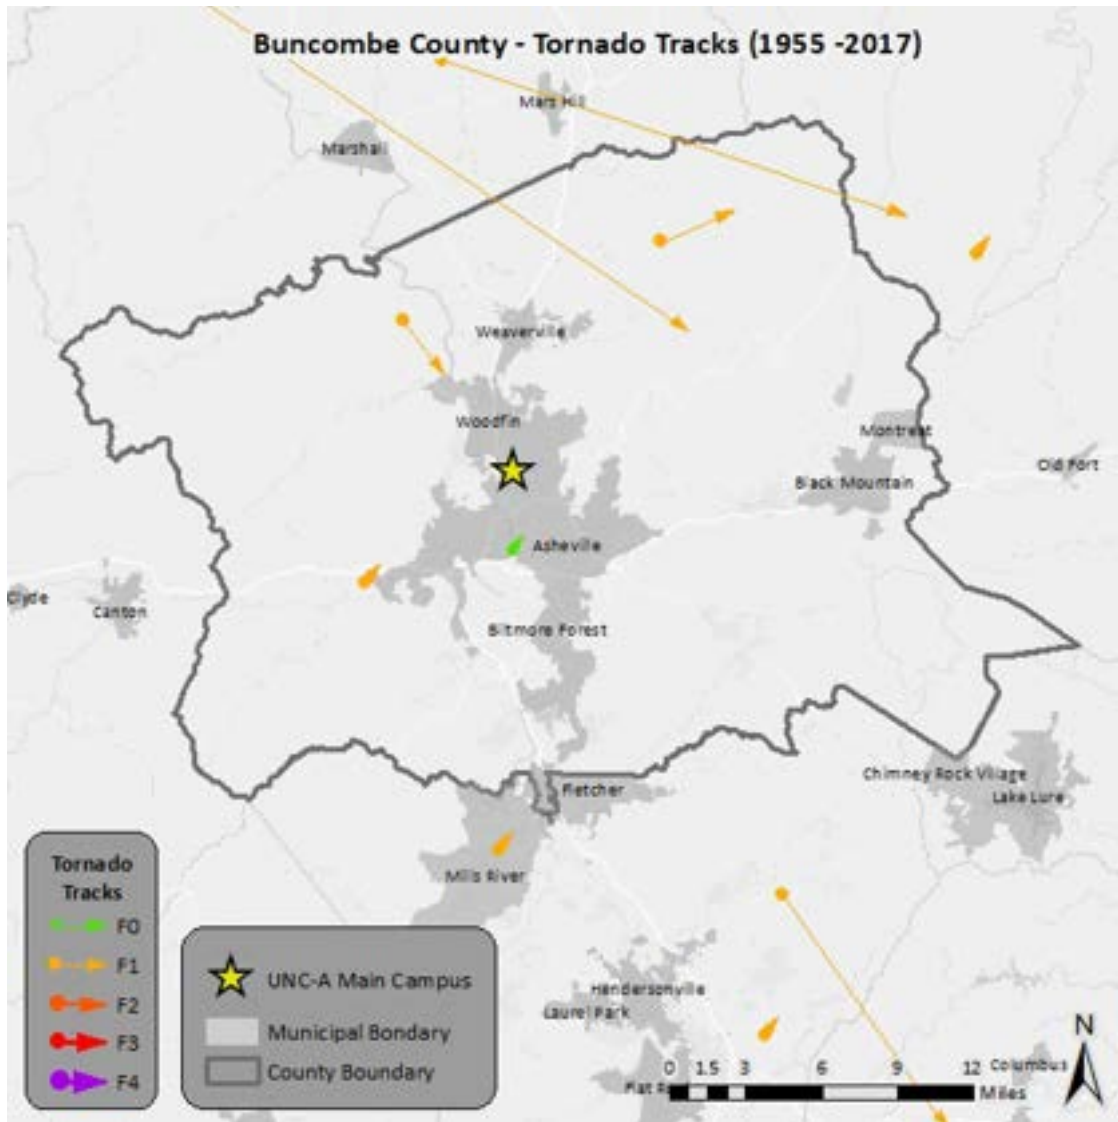 Buncombe County - Tornado Tracks (1955 -2017)
Mars Hill
Marshall
Weaverville
Woodfin
Montreat
Old Fort
Black Mountain
Asheville
Clyde
Canton
Biltmore Forest
Chimney Rock Village
Fletcher
Lake Lure
Mills River
Hendersonville
Laurel Park
Columbus
Flat
Tornado
Tracks
F0
F1
F2
F3
F4
UNC-A Main Campus
Municipal Bondary
County Boundary
N
0 1.5 3 6 9 12
Miles